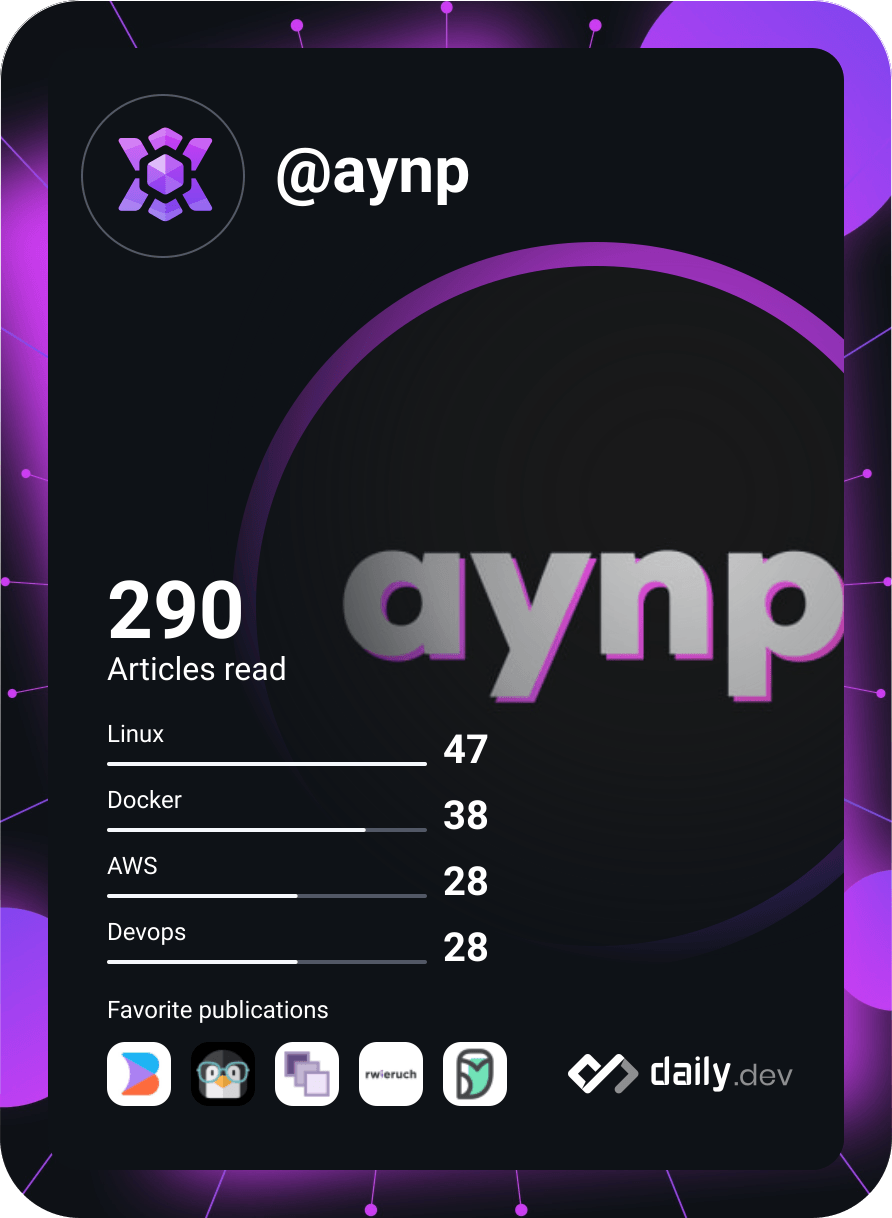 @aynp
aynp
290
Articles read
Linux
47
Docker
38
AWS
28
Devops
28
Favorite publications
rwieruch
daily.dev